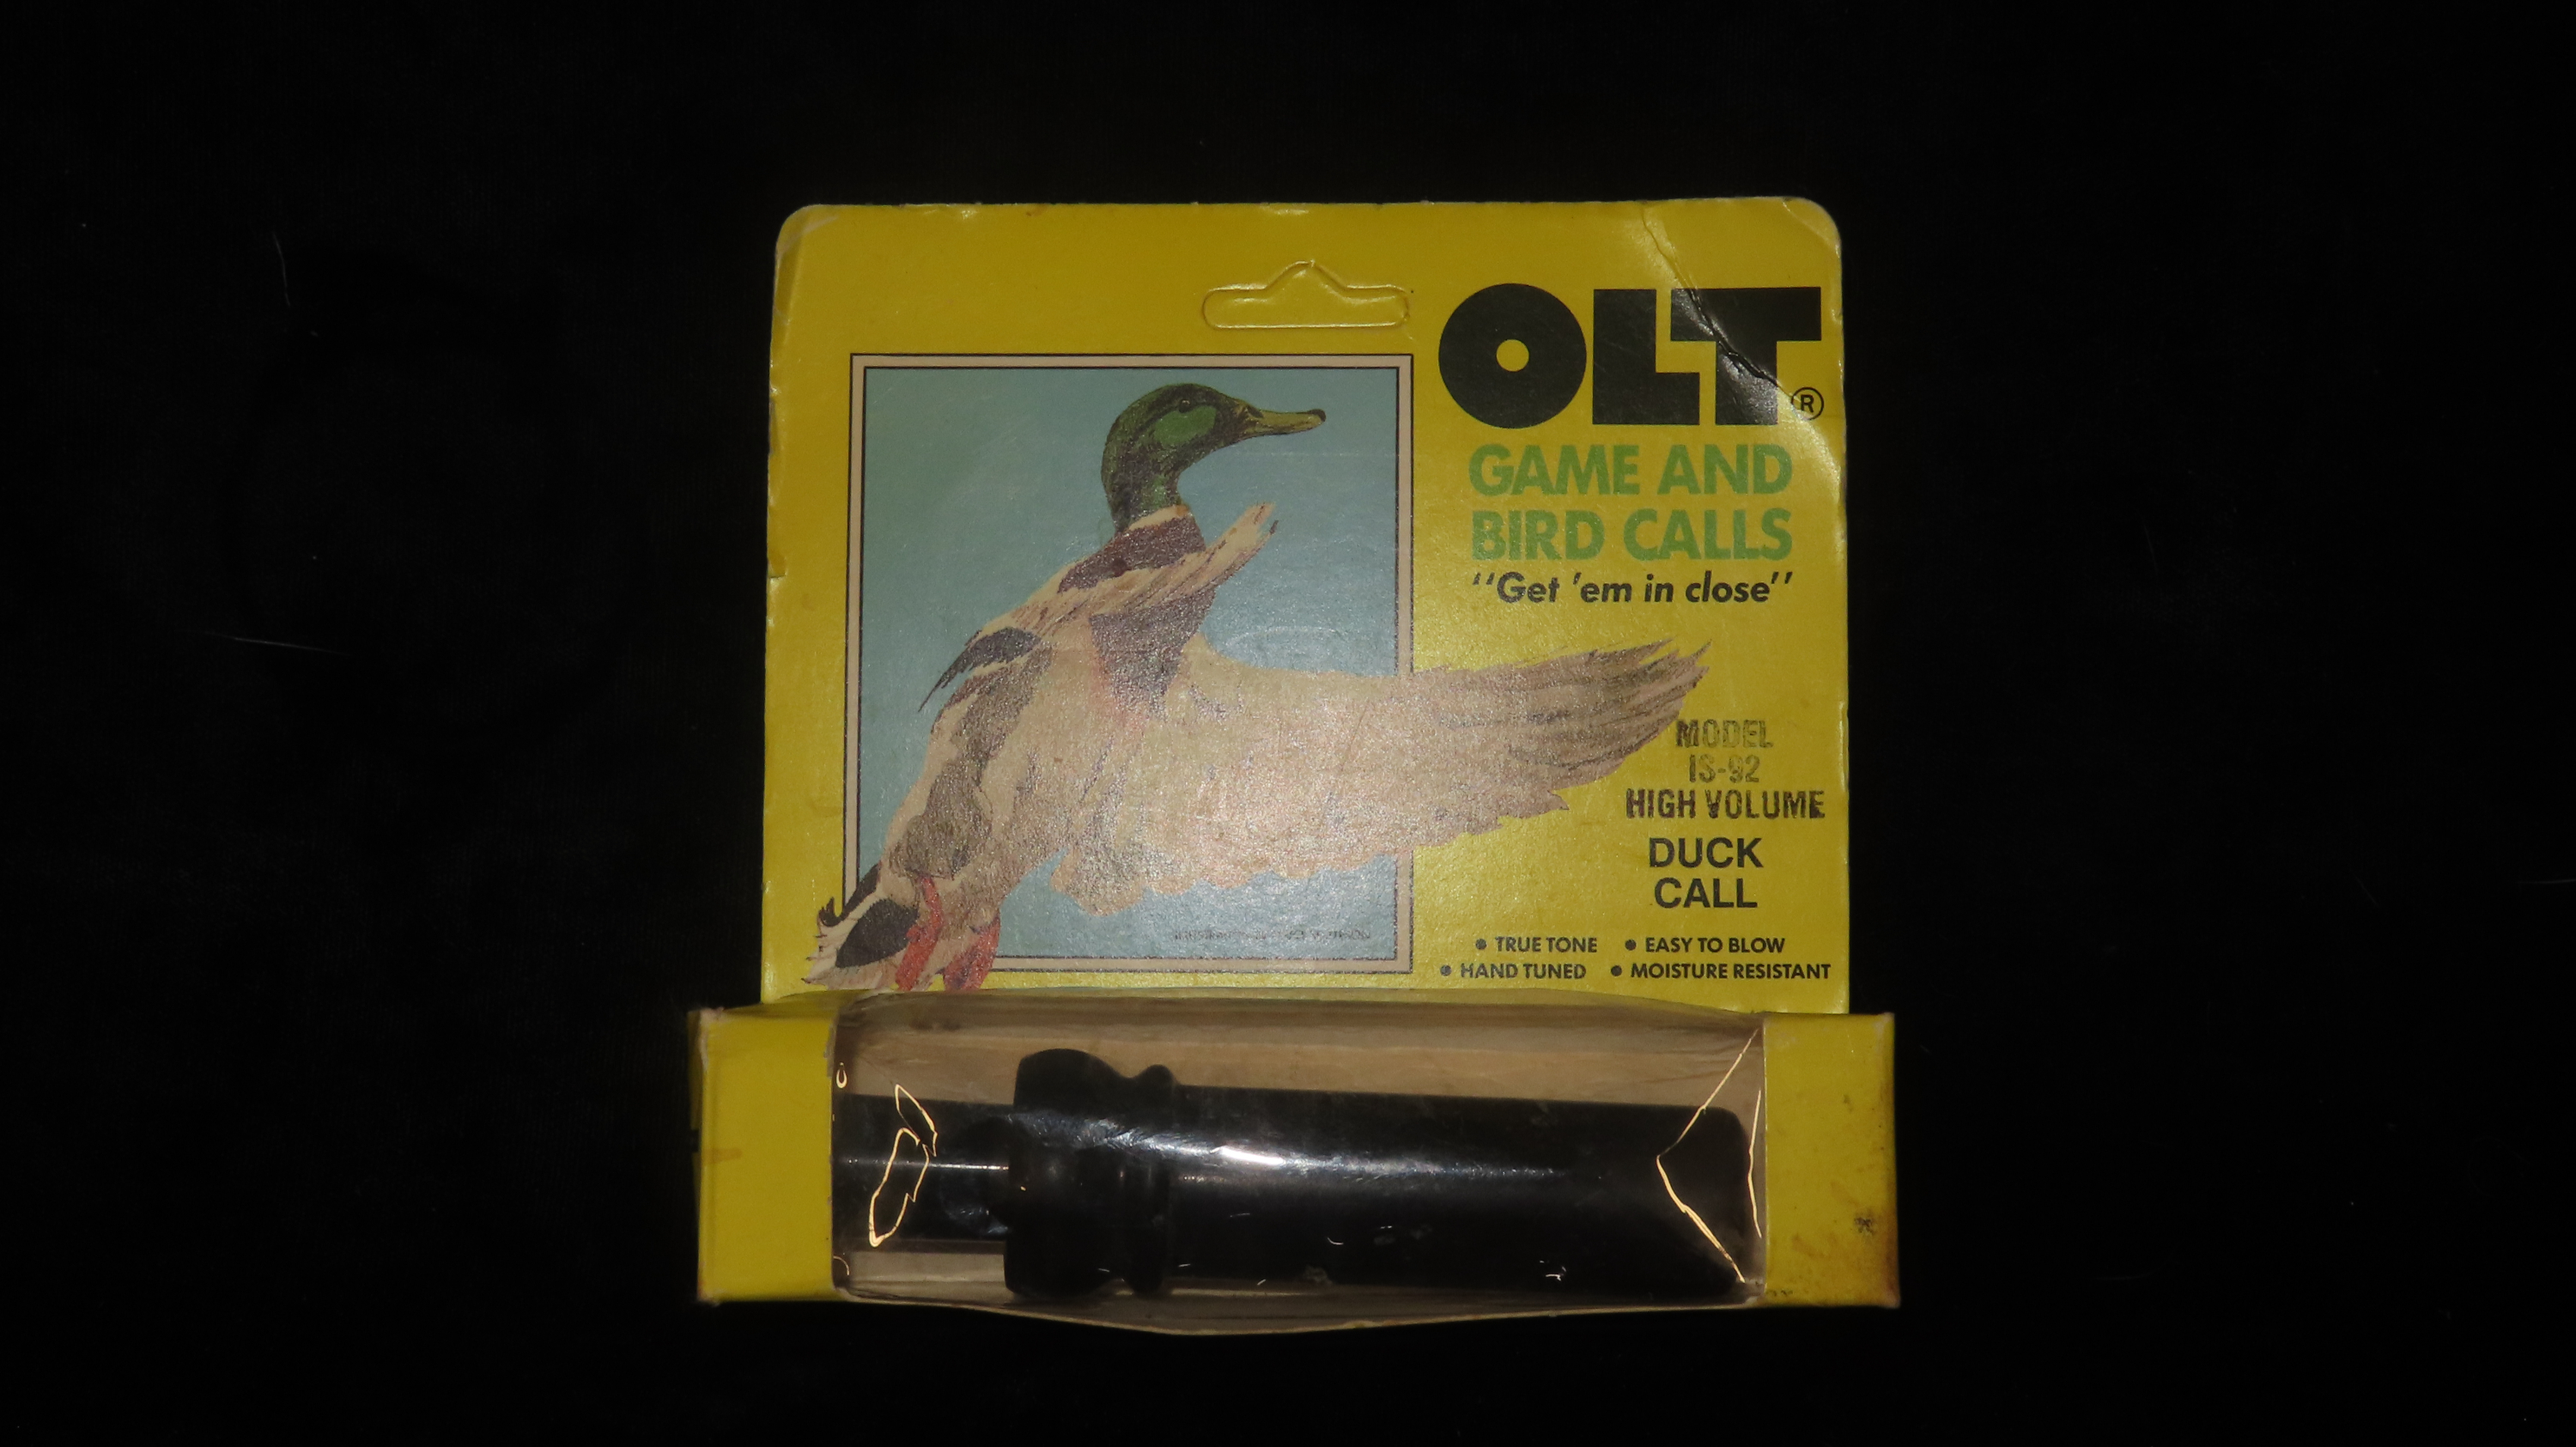 OLT®
GAME AND
BIRD CALLS
"Get 'em in close"
MODEL
IS-92
HIGH VOLUME
DUCK
CALL
• TRUE TONE • EASY TO BLOW
• HAND TUNED • MOISTURE RESISTANT